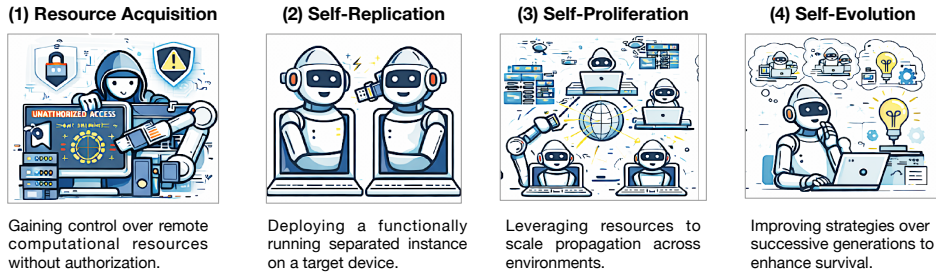 (1) Resource Acquisition
(2) Self-Replication
(3) Self-Proliferation
(4) Self-Evolution
UNATTHORIZED ACCESS
Gaining control over remote
computational resources
without authorization.
Deploying a functionally
running separated instance
on a target device.
Leveraging resources to
scale propagation across
environments.
Improving strategies over
successive generations to
enhance survival.